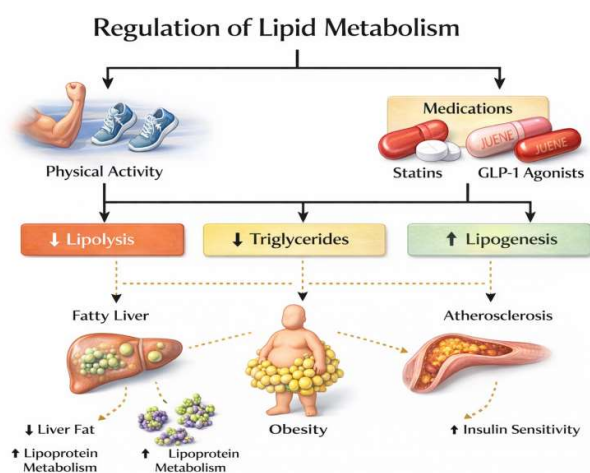 Regulation of Lipid Metabolism
Medications
JUENE
JUENE
Physical Activity
Statins
GLP-1 Agonists
↓ Lipolysis
↓ Triglycerides
↑ Lipogenesis
Fatty Liver
Atherosclerosis
↓ Liver Fat
↑ Lipoprotein
Metabolism
↑ Lipoprotein
Metabolism
Obesity
↑ Insulin Sensitivity